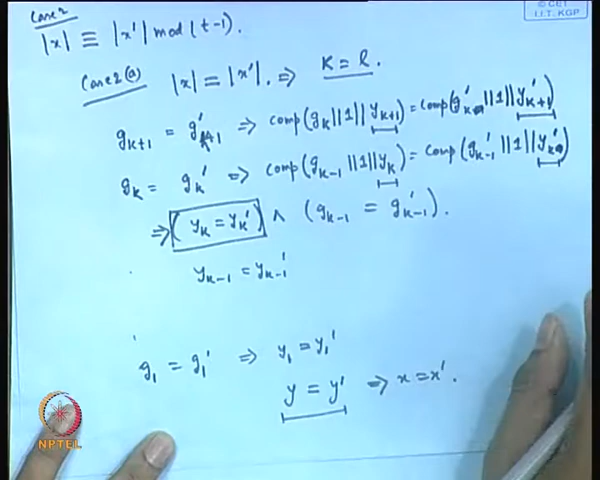 Case 2
|x| ≡ |x'| mod (t-1).
Case 2(a) |x| = |x'|. ⇒ K = l.
g_{k+1} = g'_{k+1} ⇒ comp(g_k ||1|| y_{k+1}) = comp(g'_k ||1|| y'_{k+1})
g_k = g'_k ⇒ comp(g_{k-1} ||1|| y_k) = comp(g'_{k-1} ||1|| y'_k)
⇒ (y_k = y_k') ∧ (g_{k-1} = g'_{k-1}).
y_{k-1} = y_{k-1}'
g_1 = g_1' ⇒ y_1 = y_1'
y = y' ⇒ x = x'.
© CET
I.I.T. KGP
NPTEL